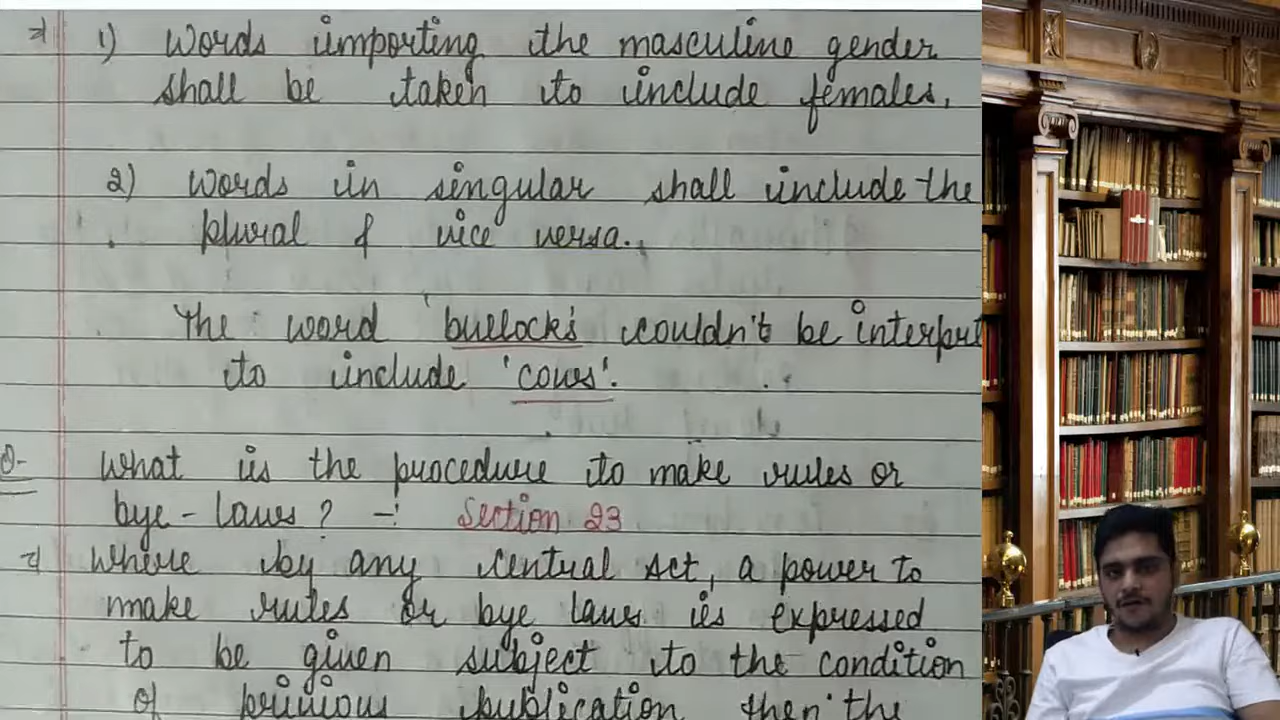 1) Words importing the masculine gender
shall be taken to include females.
2) Words in singular shall include the
plural & vice versa.
The word 'bullocks' couldn't be interpret
to include 'cows'.
Q- What is the procedure to make rules or
bye-laws? -: Section 23
Where by any central Act, a power to
make rules or bye laws is expressed
to be given subject to the condition
of previous publication then the